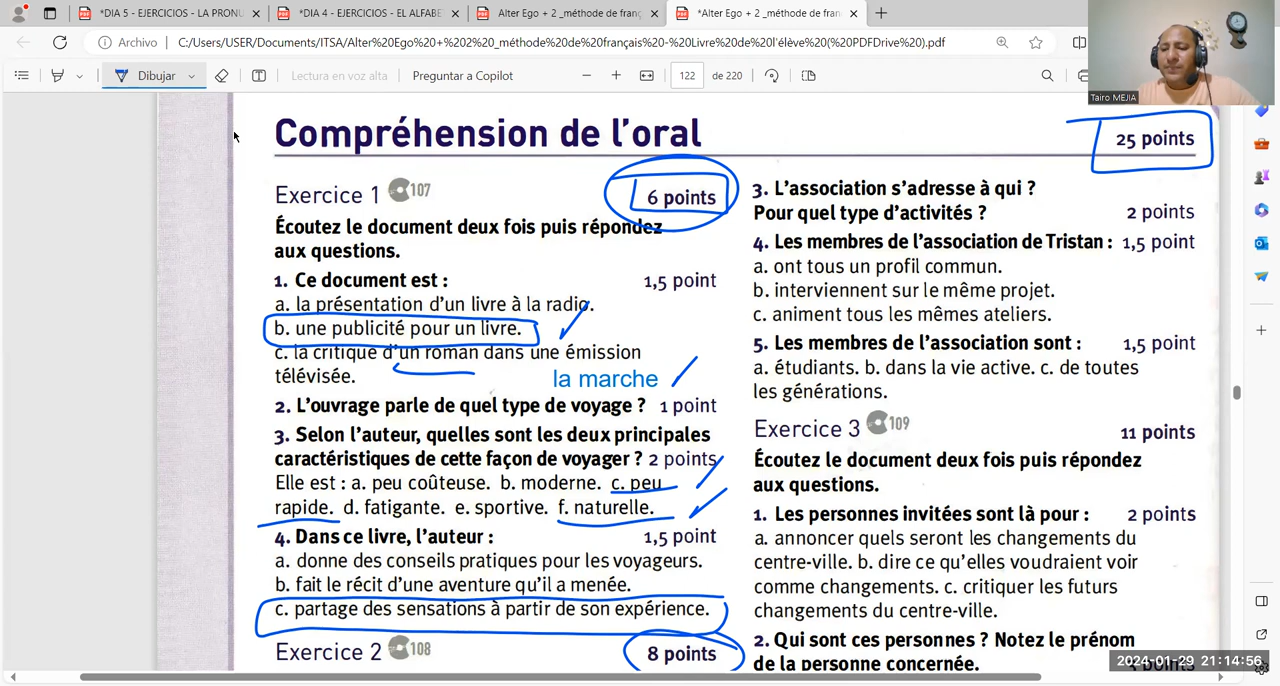 *DIA 5 - EJERCICIOS - LA PRONU
*DIA 4 - EJERCICIOS - EL ALFABE
Alter Ego + 2 _méthode de franç
*Alter Ego + 2 _méthode de fran
Archivo
C:/Users/USER/Documents/ITSA/Alter%20Ego%20+%202%20_méthode%20de%20français%20-%20Livre%20de%20l'élève%20(%20PDFDrive%20).pdf
Dibujar
Lectura en voz alta
Preguntar a Copilot
122
de 220
Tairo MEJIA
Compréhension de l'oral
25 points
Exercice 1 107
6 points
Écoutez le document deux fois puis répondez
aux questions.
1. Ce document est : 1,5 point
a. la présentation d'un livre à la radio.
b. une publicité pour un livre.
c. la critique d'un roman dans une émission
télévisée.
la marche
2. L'ouvrage parle de quel type de voyage ? 1 point
3. Selon l'auteur, quelles sont les deux principales
caractéristiques de cette façon de voyager ? 2 points
Elle est : a. peu coûteuse. b. moderne. c. peu
rapide. d. fatigante. e. sportive. f. naturelle.
4. Dans ce livre, l'auteur : 1,5 point
a. donne des conseils pratiques pour les voyageurs.
b. fait le récit d'une aventure qu'il a menée.
c. partage des sensations à partir de son expérience.
Exercice 2 108
8 points
3. L'association s'adresse à qui ?
Pour quel type d'activités ? 2 points
4. Les membres de l'association de Tristan : 1,5 point
a. ont tous un profil commun.
b. interviennent sur le même projet.
c. animent tous les mêmes ateliers.
5. Les membres de l'association sont : 1,5 point
a. étudiants. b. dans la vie active. c. de toutes
les générations.
Exercice 3 109
11 points
Écoutez le document deux fois puis répondez
aux questions.
1. Les personnes invitées sont là pour : 2 points
a. annoncer quels seront les changements du
centre-ville. b. dire ce qu'elles voudraient voir
comme changements. c. critiquer les futurs
changements du centre-ville.
2. Qui sont ces personnes ? Notez le prénom
de la personne concernée.
2024-01-29 21:14:56